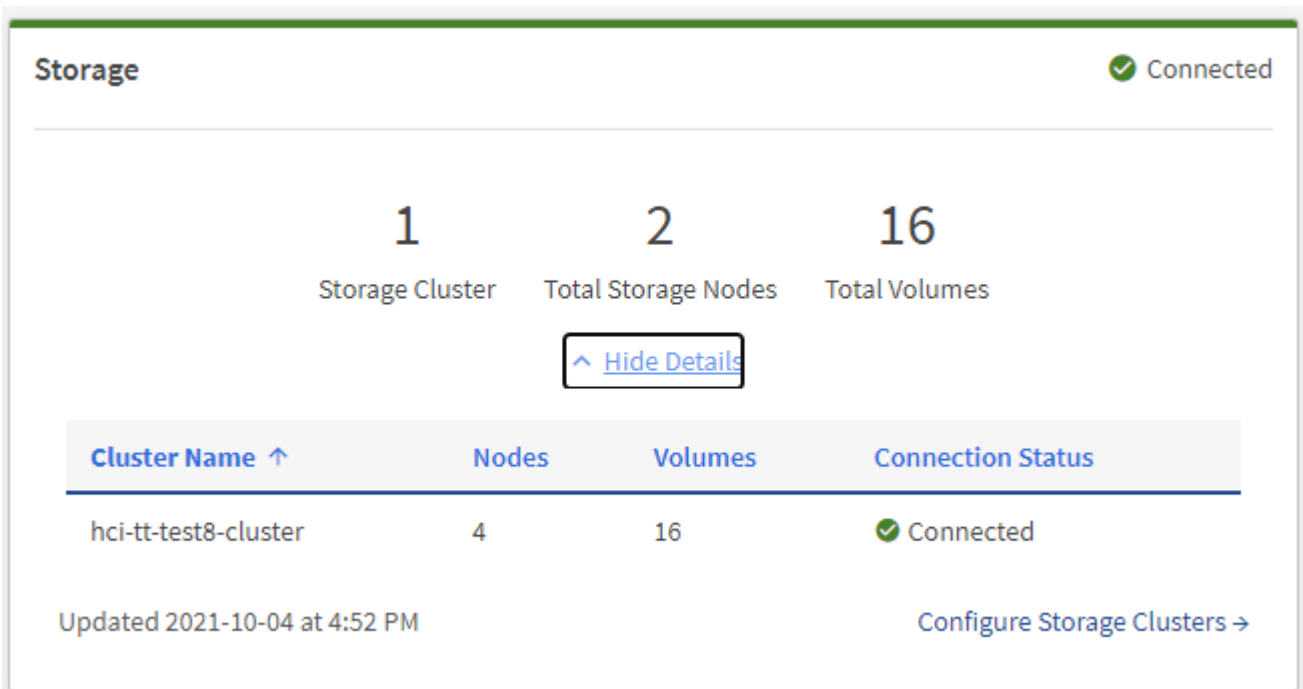 Storage
Connected
1 2 16
Storage Cluster Total Storage Nodes Total Volumes
Hide Details
Cluster Name ↑ Nodes Volumes Connection Status
hci-tt-test8-cluster 4 16 Connected
Updated 2021-10-04 at 4:52 PM Configure Storage Clusters →